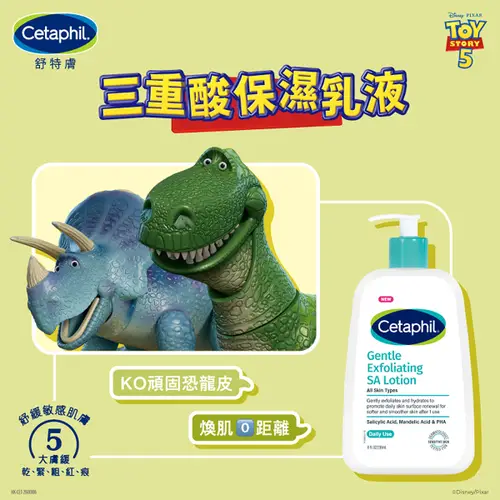 Cetaphil.
舒特膚
Disney · PIXAR
TOY
STORY
5
三重酸保濕乳液
KO頑固恐龍皮
煥肌0距離
舒緩敏感肌膚
5
大膚緩
乾、緊、粗、紅、痕
NEW
Cetaphil.
Gentle
Exfoliating
SA Lotion
All Skin Types
Gently exfoliates and hydrates to
promote daily skin surface renewal for
softer and smoother skin after 1 use
Salicylic Acid, Mandelic Acid & PHA
Daily Use
SENSITIVE SKIN
©Disney/Pixar